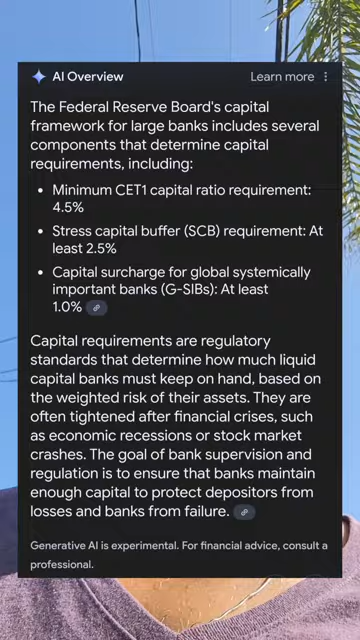 AI Overview
Learn more
The Federal Reserve Board's capital
framework for large banks includes several
components that determine capital
requirements, including:
• Minimum CET1 capital ratio requirement:
4.5%
• Stress capital buffer (SCB) requirement: At
least 2.5%
• Capital surcharge for global systemically
important banks (G-SIBs): At least
1.0%
Capital requirements are regulatory
standards that determine how much liquid
capital banks must keep on hand, based on
the weighted risk of their assets. They are
often tightened after financial crises, such
as economic recessions or stock market
crashes. The goal of bank supervision and
regulation is to ensure that banks maintain
enough capital to protect depositors from
losses and banks from failure.
Generative AI is experimental. For financial advice, consult a
professional.